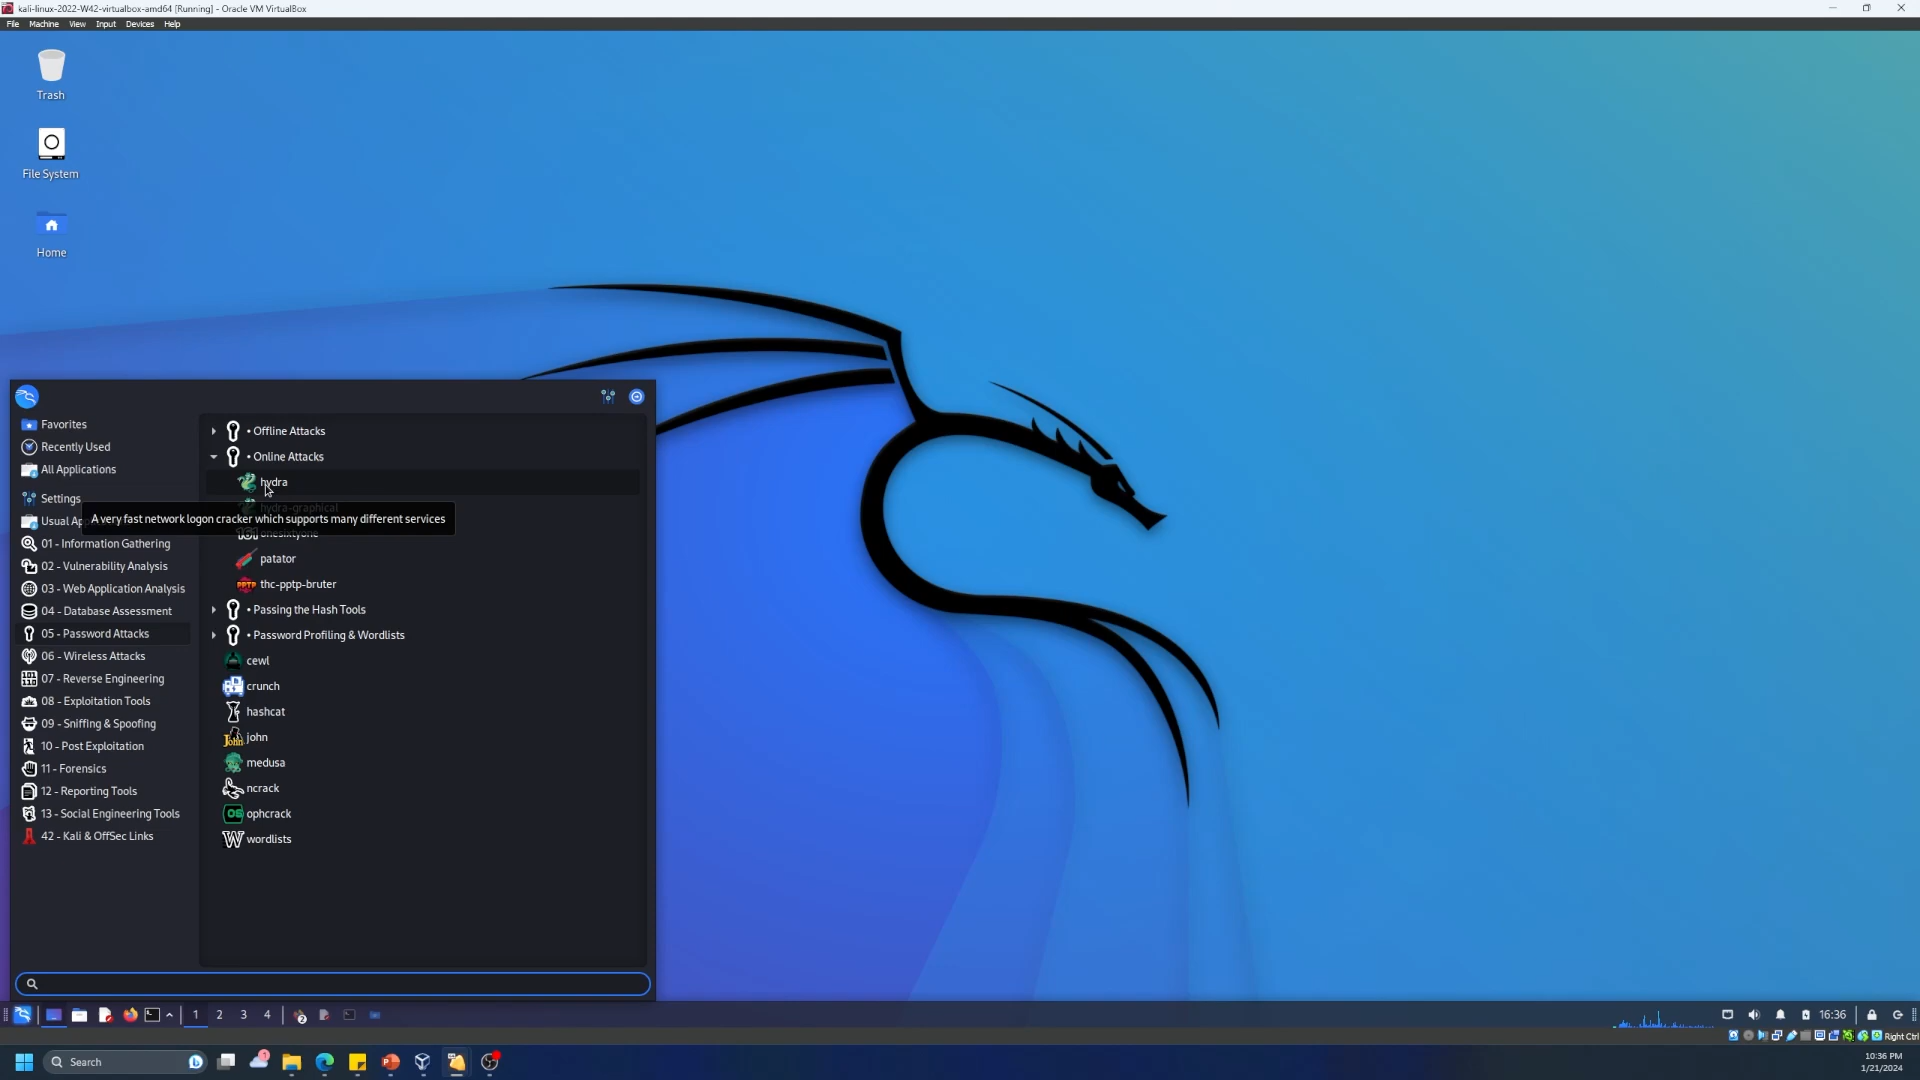 kali-linux-2022-W42-virtualbox-amd64 [Running] - Oracle VM VirtualBox
File Machine View Input Devices Help
Trash
File System
Home
Favorites
Recently Used
All Applications
Settings
Usual Ap
01 - Information Gathering
02 - Vulnerability Analysis
03 - Web Application Analysis
04 - Database Assessment
05 - Password Attacks
06 - Wireless Attacks
07 - Reverse Engineering
08 - Exploitation Tools
09 - Sniffing & Spoofing
10 - Post Exploitation
11 - Forensics
12 - Reporting Tools
13 - Social Engineering Tools
42 - Kali & OffSec Links
• Offline Attacks
• Online Attacks
hydra
hydra-graphical
A very fast network logon cracker which supports many different services
onesixtyone
patator
thc-pptp-bruter
• Passing the Hash Tools
• Password Profiling & Wordlists
cewl
crunch
hashcat
john
medusa
ncrack
ophcrack
wordlists
1 2 3 4
16:36
Right Ctrl
Search
10:36 PM
1/21/2024